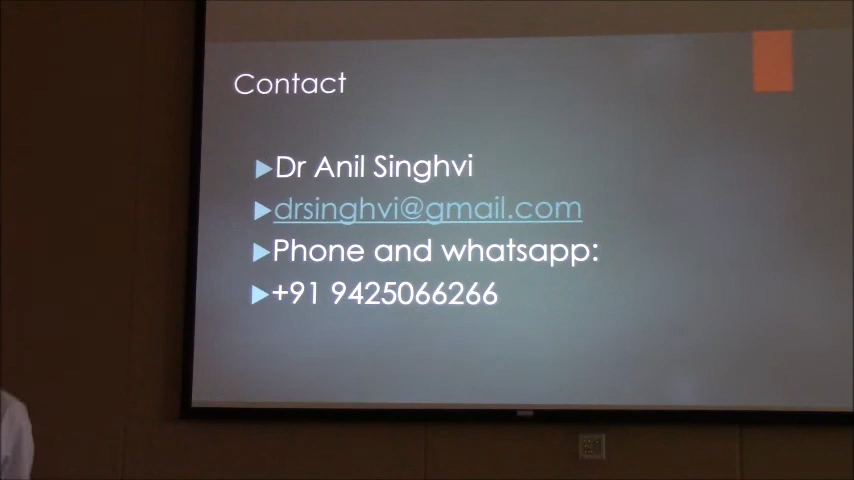 Contact
Dr Anil Singhvi
drsinghvi@gmail.com
Phone and whatsapp:
+91 9425066266